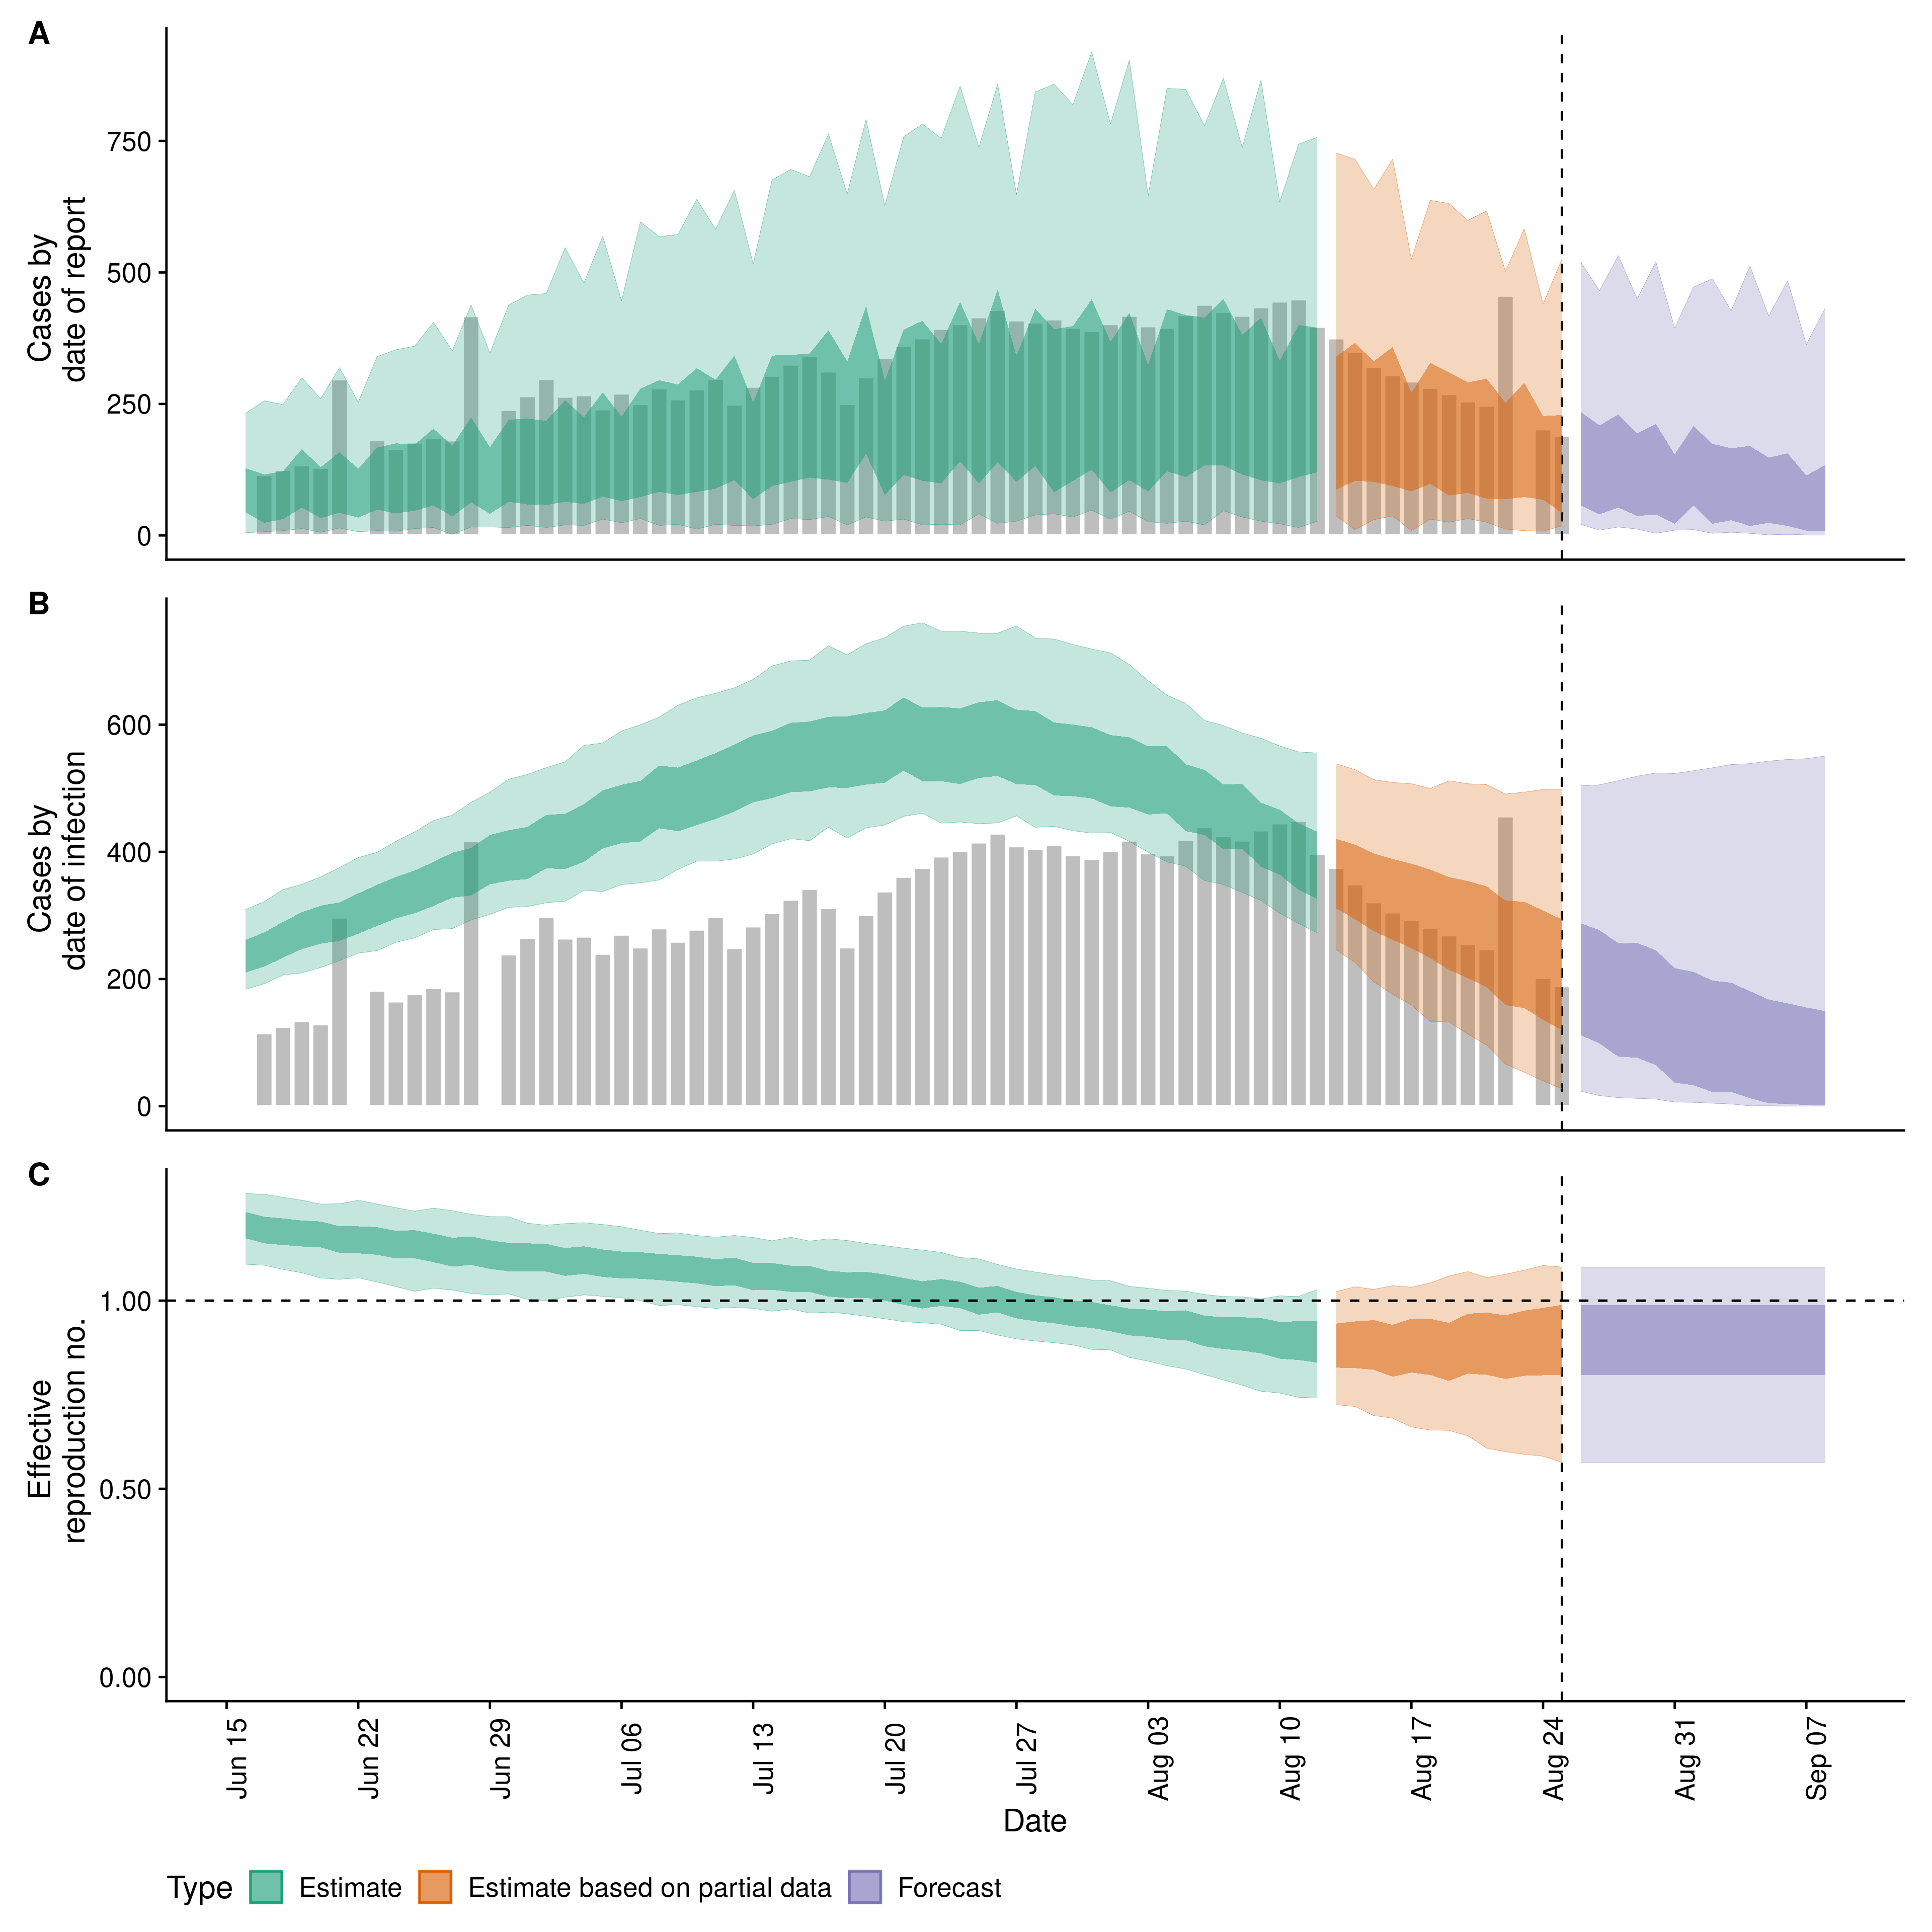 A
Cases by
date of report
750
500
250
0
B
Cases by
date of infection
600
400
200
0
C
Effective
reproduction no.
1.00
0.50
0.00
Jun 15
Jun 22
Jun 29
Jul 06
Jul 13
Jul 20
Jul 27
Aug 03
Aug 10
Aug 17
Aug 24
Aug 31
Sep 07
Date
Type Estimate Estimate based on partial data Forecast